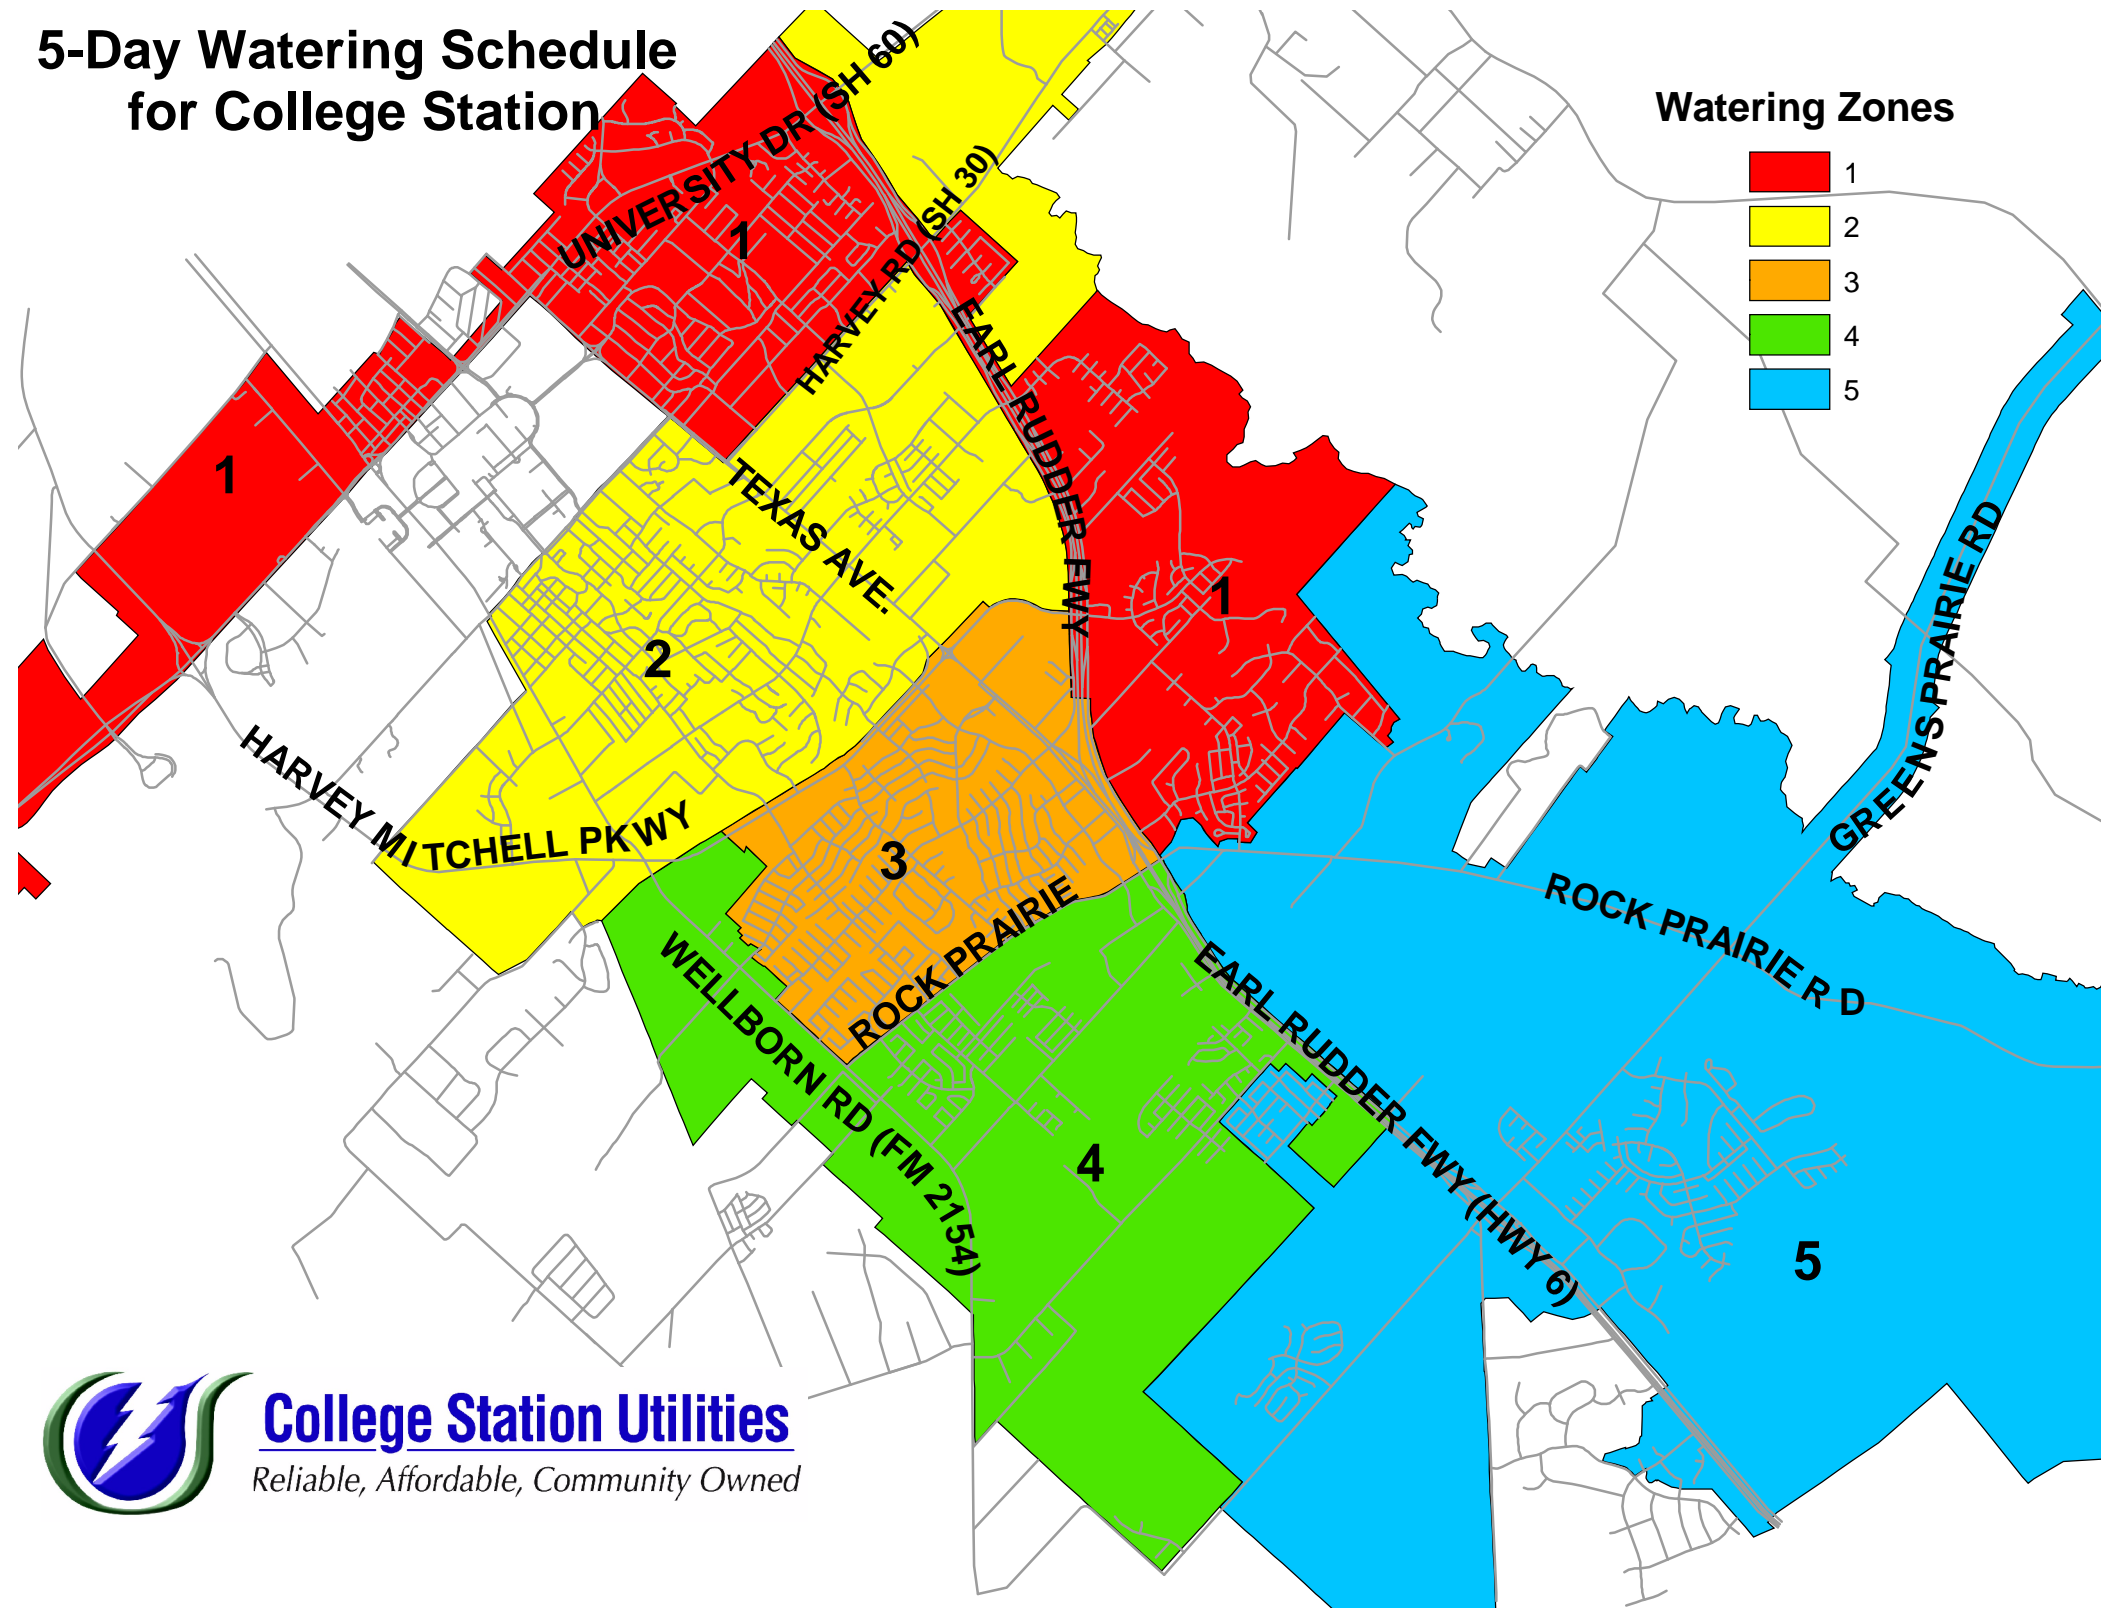 5-Day Watering Schedule
for College Station
Watering Zones
1
2
3
4
5
UNIVERSITY DR (SH 60)
HARVEY RD (SH 30)
EARL RUDDER FWY
TEXAS AVE.
1
1
1
2
3
4
5
HARVEY MITCHELL PKWY
ROCK PRAIRIE
WELLBORN RD (FM 2154)
EARL RUDDER FWY (HWY 6)
ROCK PRAIRIE RD
GREENS PRAIRIE RD
College Station Utilities
Reliable, Affordable, Community Owned